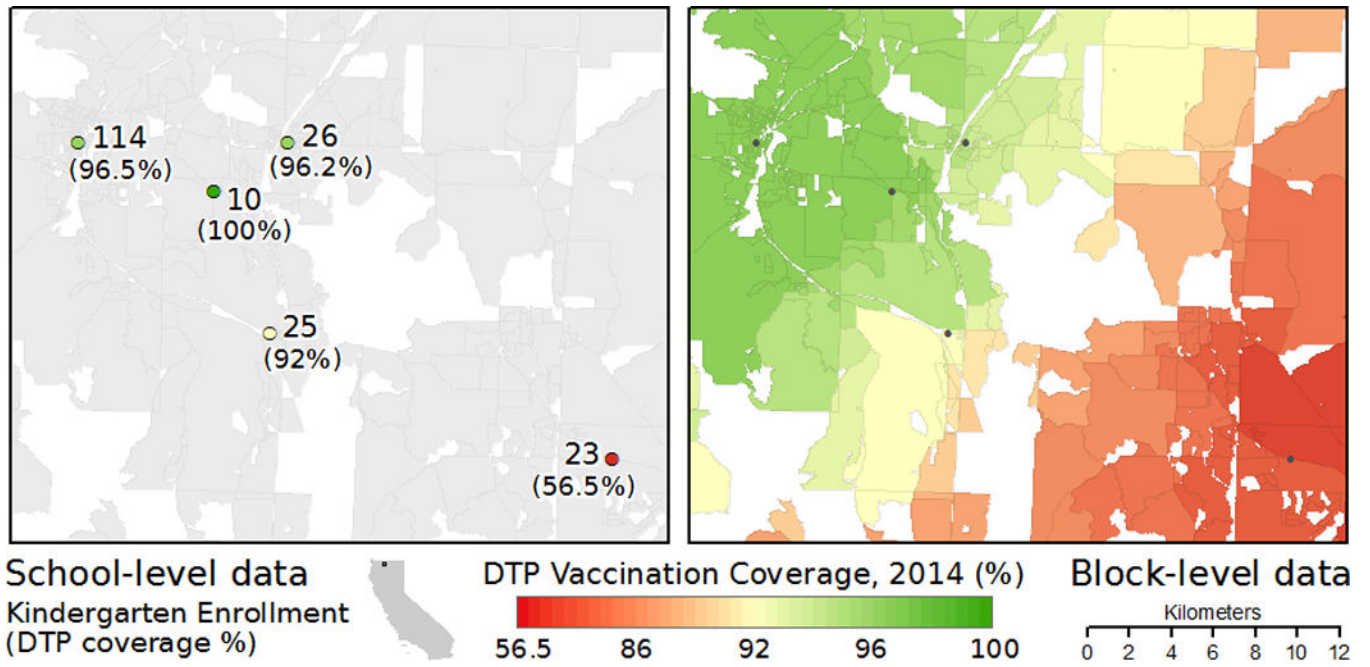 114
(96.5%)
26
(96.2%)
10
(100%)
25
(92%)
23
(56.5%)
School-level data
Kindergarten Enrollment
(DTP coverage %)
DTP Vaccination Coverage, 2014 (%)
56.5 86 92 96 100
Block-level data
Kilometers
0 2 4 6 8 10 12